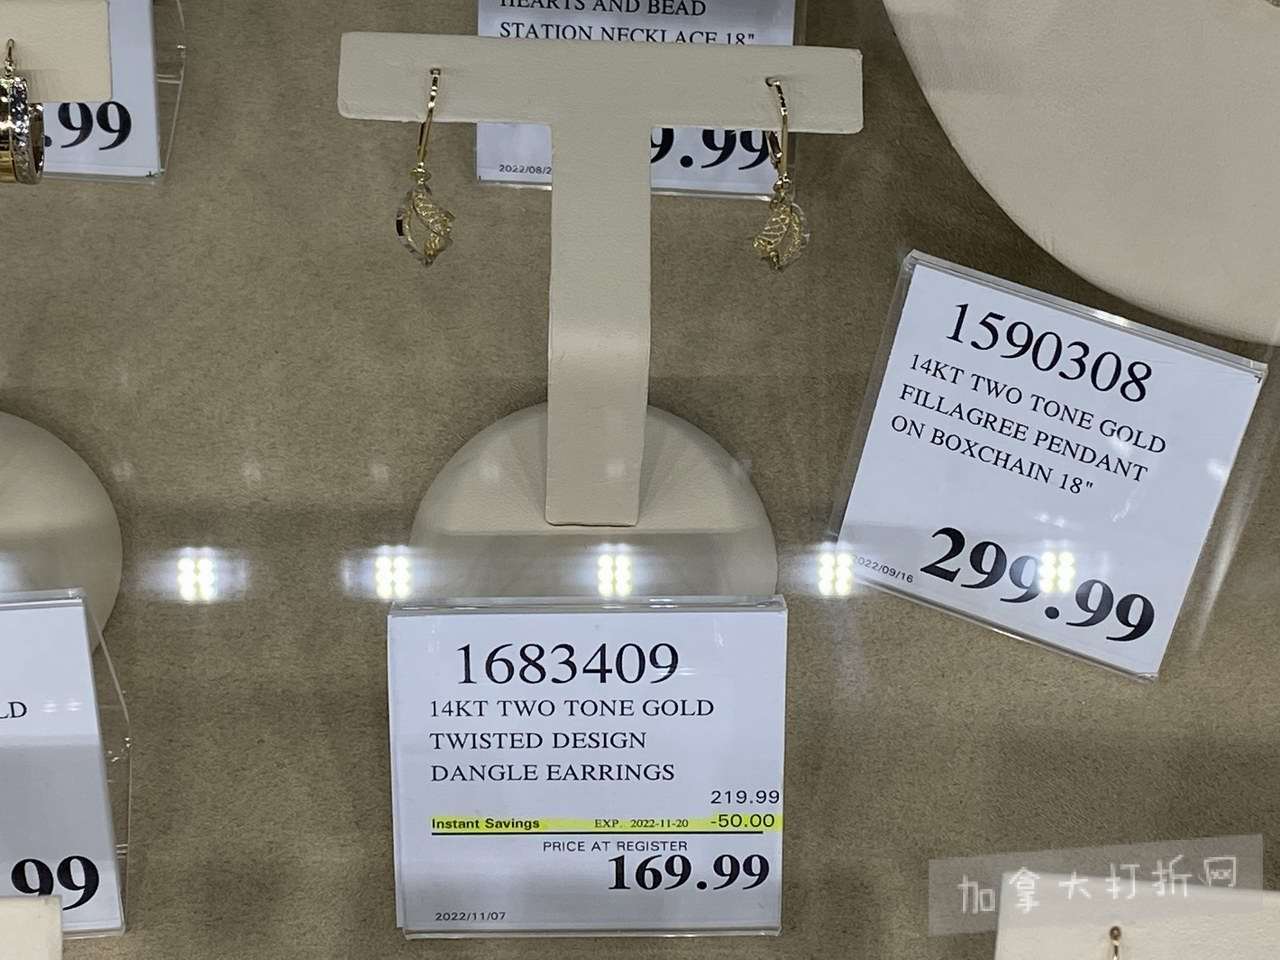 HEARTS AND BEAD
STATION NECKLACE 18"
.99
9.99
1590308
14KT TWO TONE GOLD
FILLAGREE PENDANT
ON BOXCHAIN 18"
2022/09/16
299.99
1683409
14KT TWO TONE GOLD
TWISTED DESIGN
DANGLE EARRINGS
219.99
Instant Savings EXP. 2022-11-20 -50.00
PRICE AT REGISTER
169.99
2022/11/07
LD
99
加拿大打折网